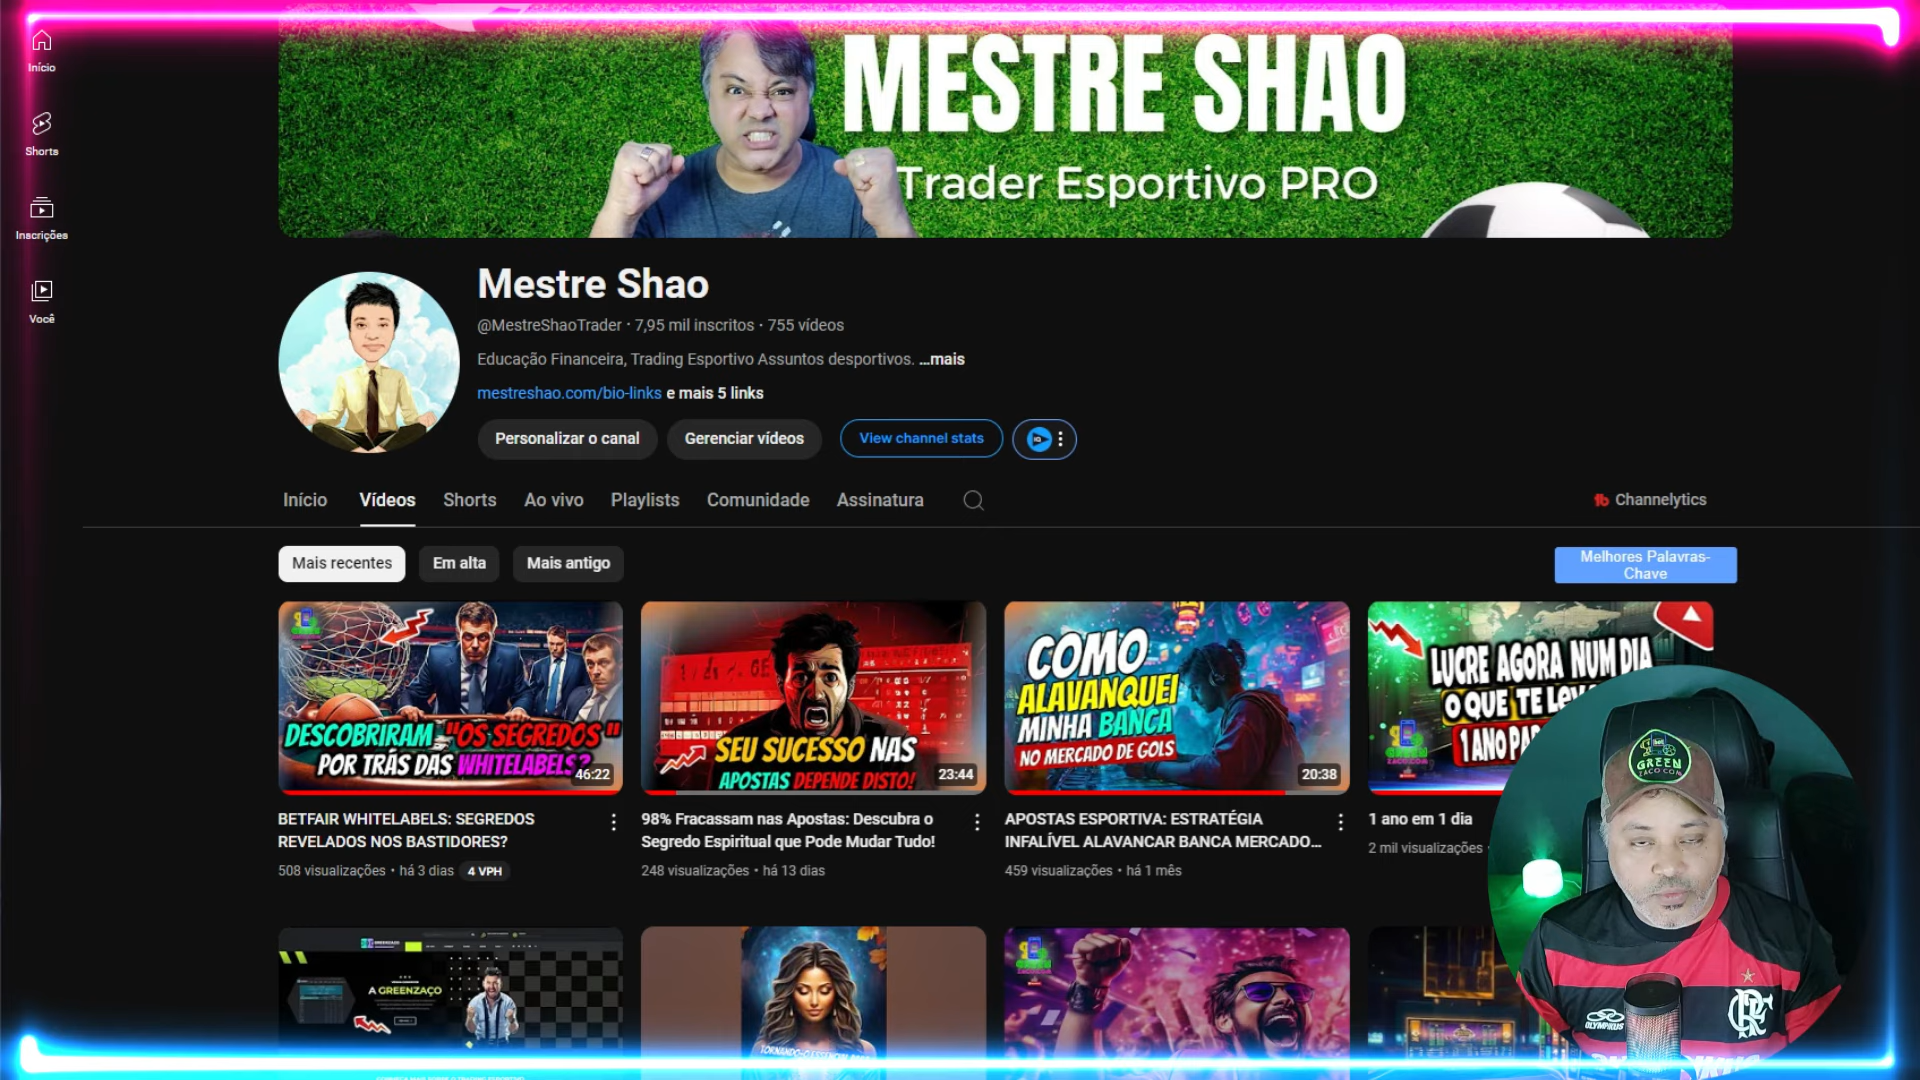 Início
Shorts
Inscrições
Você
MESTRE SHAO
Trader Esportivo PRO
Mestre Shao
@MestreShaoTrader · 7,95 mil inscritos · 755 vídeos
Educação Financeira, Trading Esportivo Assuntos desportivos. ...mais
mestreshao.com/bio-links e mais 5 links
Personalizar o canal
Gerenciar vídeos
View channel stats
Início
Vídeos
Shorts
Ao vivo
Playlists
Comunidade
Assinatura
Channelytics
Mais recentes
Em alta
Mais antigo
Melhores Palavras-
Chave
DESCOBRIRAM "OS SEGREDOS"
POR TRÁS DAS WHITELABELS?
46:22
SEU SUCESSO NAS
APOSTAS DEPENDE DISTO!
23:44
COMO
ALAVANQUEI
MINHA BANCA
NO MERCADO DE GOLS
20:38
LUCRE AGORA NUM DIA
O QUE TE
1 ANO
BETFAIR WHITELABELS: SEGREDOS
REVELADOS NOS BASTIDORES?
508 visualizações · há 3 dias 4 VPH
98% Fracassam nas Apostas: Descubra o
Segredo Espiritual que Pode Mudar Tudo!
248 visualizações · há 13 dias
APOSTAS ESPORTIVA: ESTRATÉGIA
INFALÍVEL ALAVANCAR BANCA MERCADO...
459 visualizações · há 1 mês
1 ano em 1 dia
2 mil visualizações
GREEN
ZACO.COM
A GREENZAÇO
OLYMPIKUS